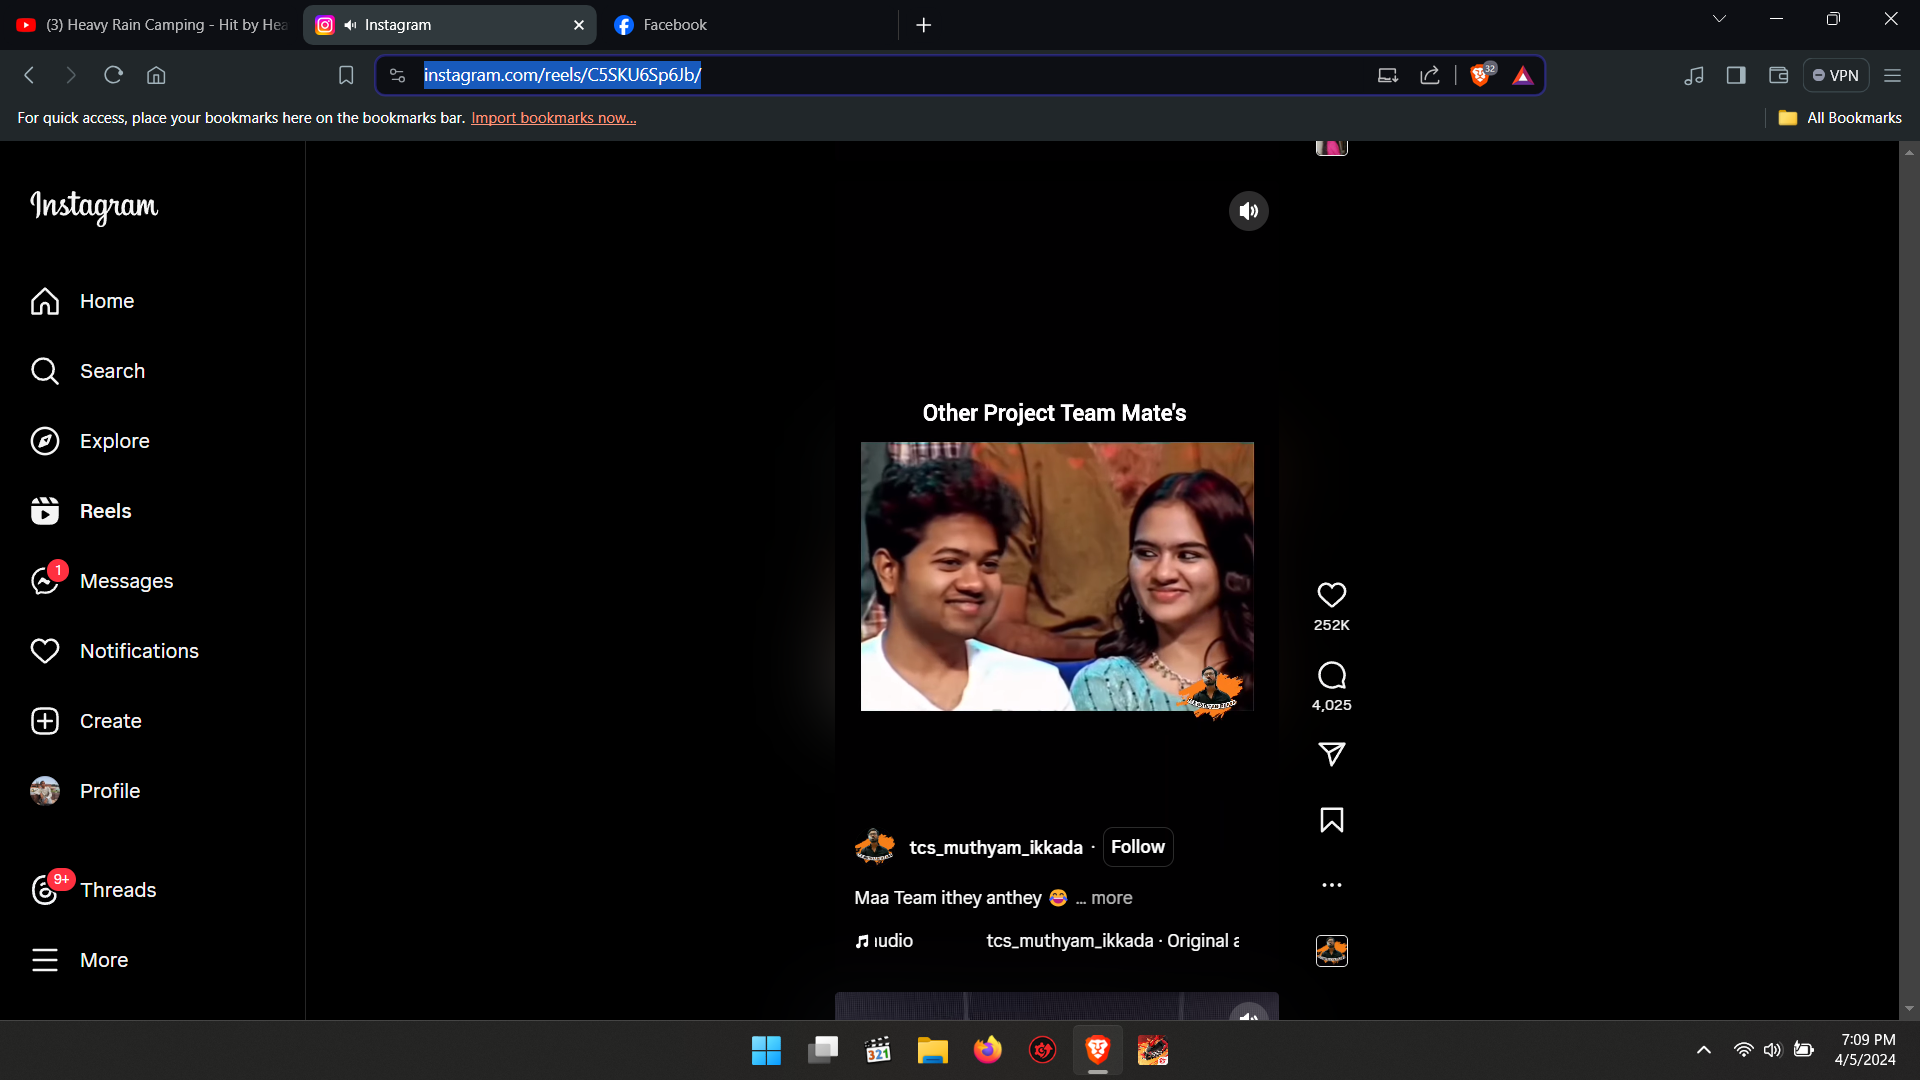 (3) Heavy Rain Camping - Hit by Hea
Instagram
Facebook
instagram.com/reels/C5SKU6Sp6Jb/
32
VPN
For quick access, place your bookmarks here on the bookmarks bar. Import bookmarks now...
All Bookmarks
Instagram
Home
Search
Explore
Reels
1
Messages
Notifications
Create
Profile
9+
Threads
More
Other Project Team Mate's
252K
4,025
tcs_muthyam_ikkada · Follow
Maa Team ithey anthey 😂 ... more
udio tcs_muthyam_ikkada · Original a
321
7:09 PM
4/5/2024